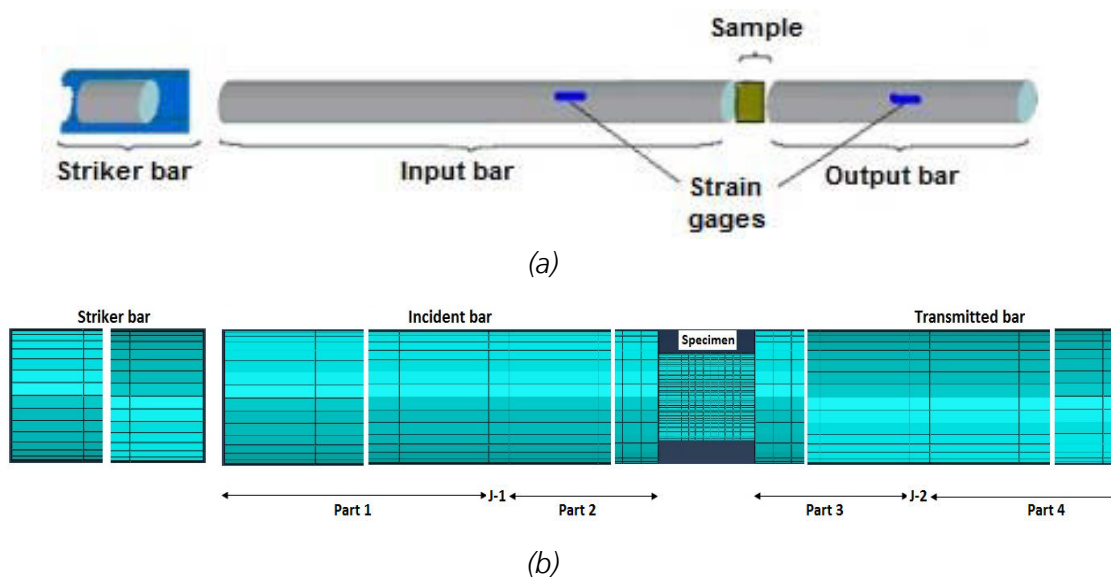 Sample
Striker bar
Input bar
Strain
gages
Output bar
(a)
Striker bar
Incident bar
Transmitted bar
Specimen
J-1
J-2
Part 1
Part 2
Part 3
Part 4
(b)